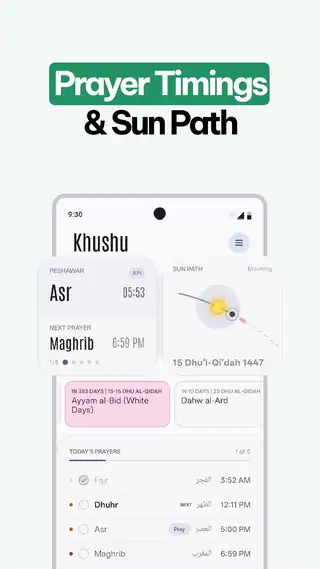 Prayer Timings
& Sun Path
9:30
Khushu
PESHAWAR
API
Asr
05:53
NEXT PRAYER
Maghrib
6:59 PM
1/5
SUN PATH
Morning
15 Dhu'l-Qi'dah 1447
IN 353 DAYS | 13-15 DHU AL-QIDAH
Ayyam al-Bid (White
Days)
IN 10 DAYS | 25 DHU AL-QIDAH
Dahw al-Ard
TODAY'S PRAYERS
1 of 5
Fajr الفجر 3:52 AM
Dhuhr NEXT الظهر 12:11 PM
Asr Pray العصر 5:00 PM
Maghrib المغرب 6:59 PM